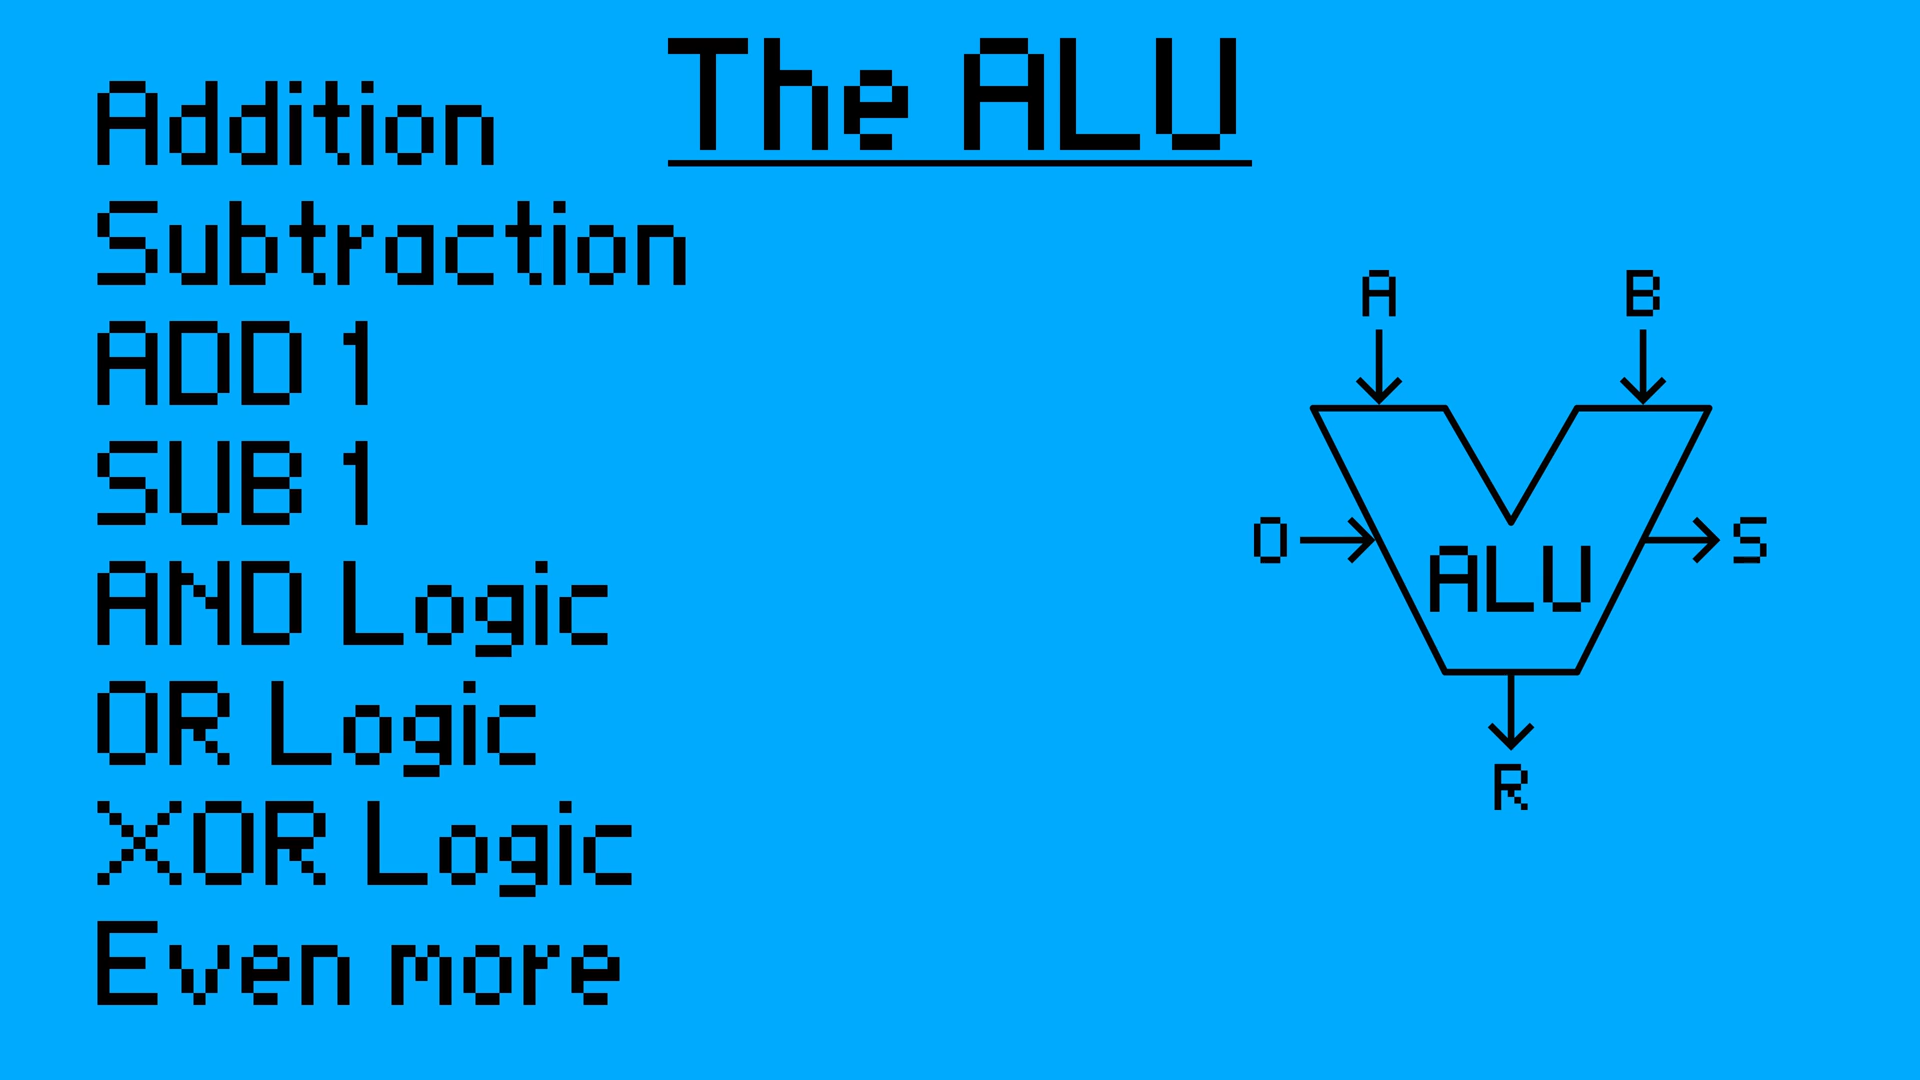 The ALU
Addition
Subtraction
ADD 1
SUB 1
AND Logic
OR Logic
XOR Logic
Even more
A
B
O
S
ALU
R